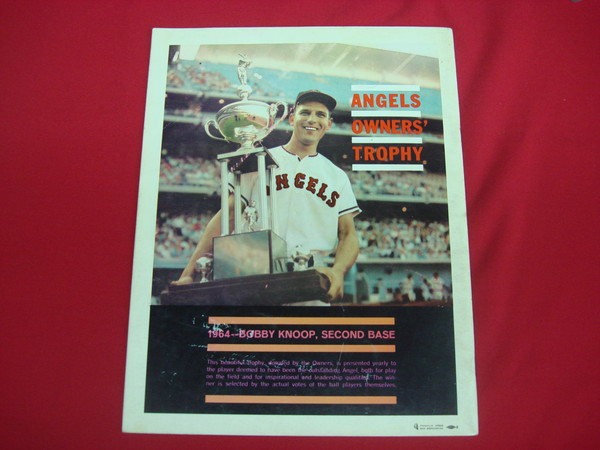 ANGELS
OWNERS'
TROPHY
ANGELS
1964—BOBBY KNOOP, SECOND BASE
This beautiful trophy, donated by the Owners, is presented yearly to
the player deemed to have been the outstanding Angel, both for play
on the field and for inspirational and leadership qualities. The win-
ner is selected by the actual votes of the ball players themselves.